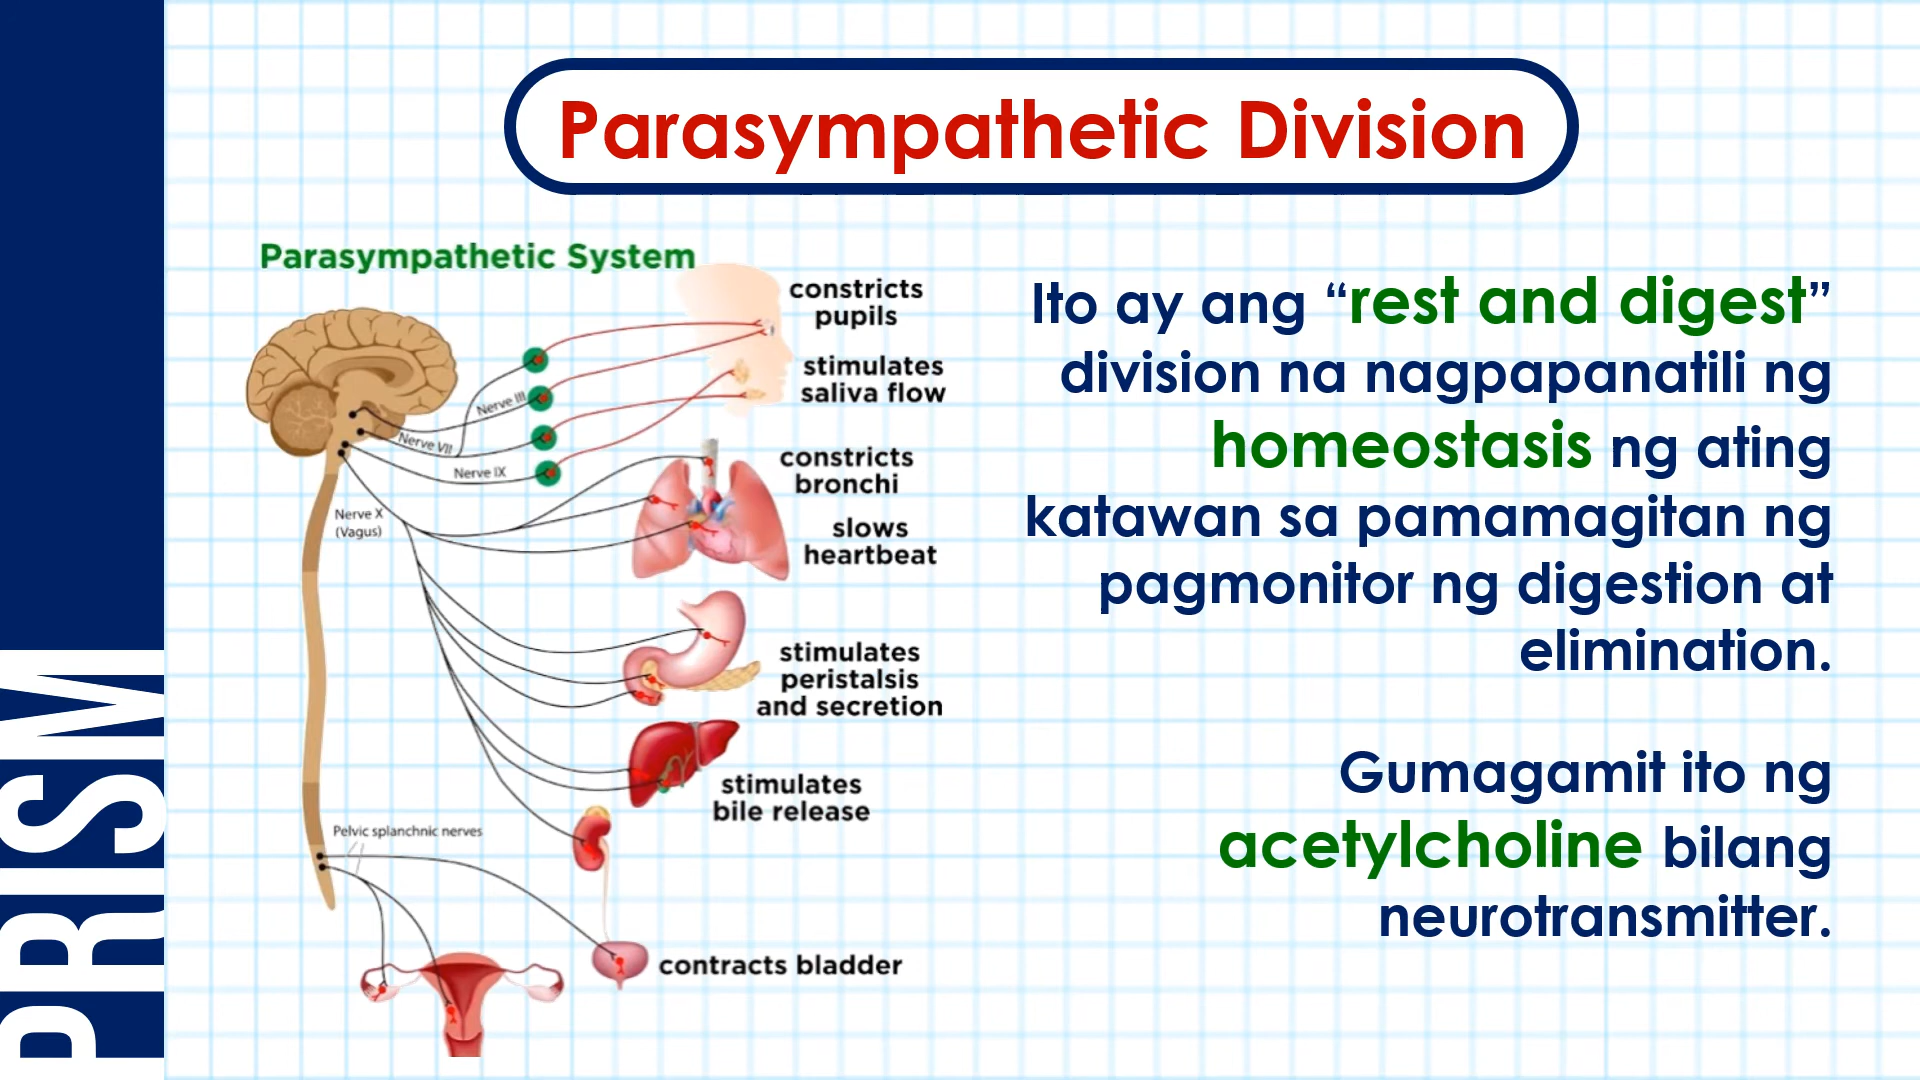 Parasympathetic Division
Parasympathetic System
constricts
pupils
stimulates
saliva flow
Nerve III
Nerve VII
Nerve IX
Nerve X
(Vagus)
constricts
bronchi
slows
heartbeat
stimulates
peristalsis
and secretion
stimulates
bile release
Pelvic splanchnic nerves
contracts bladder
Ito ay ang “rest and digest”
division na nagpapanatili ng
homeostasis ng ating
katawan sa pamamagitan ng
pagmonitor ng digestion at
elimination.
Gumagamit ito ng
acetylcholine bilang
neurotransmitter.
PRISM